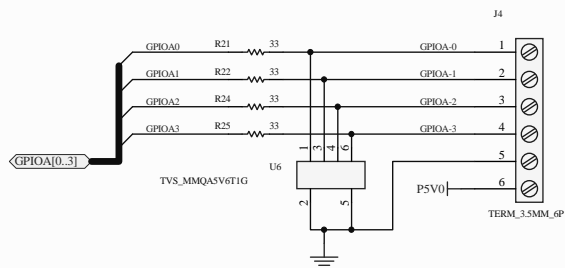 J4
GPIOA0 R21 33 GPIOA-0 1
GPIOA1 R22 33 GPIOA-1 2
GPIOA2 R24 33 GPIOA-2 3
GPIOA3 R25 33 GPIOA-3 4
1 3 4 6
GPIOA[0..3]
U6
5
TVS_MMQA5V6T1G
P5V0 6
2 5
TERM_3.5MM_6P